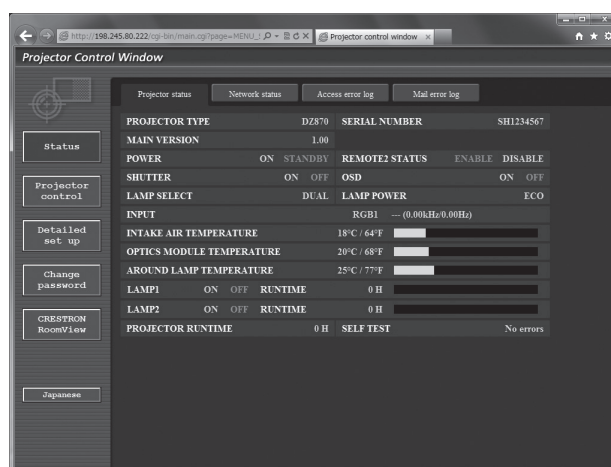 http://198.245.80.222/cgi-bin/main.cgi?page=MENU_
Projector control window
Projector Control Window
Projector status
Network status
Access error log
Mail error log
Status
Projector control
Detailed set up
Change password
CRESTRON RoomView
Japanese
PROJECTOR TYPE DZ870 SERIAL NUMBER SH1234567
MAIN VERSION 1.00
POWER ON STANDBY REMOTE2 STATUS ENABLE DISABLE
SHUTTER ON OFF OSD ON OFF
LAMP SELECT DUAL LAMP POWER ECO
INPUT RGB1 --- (0.00kHz/0.00Hz)
INTAKE AIR TEMPERATURE 18°C / 64°F
OPTICS MODULE TEMPERATURE 20°C / 68°F
AROUND LAMP TEMPERATURE 25°C / 77°F
LAMP1 ON OFF RUNTIME 0 H
LAMP2 ON OFF RUNTIME 0 H
PROJECTOR RUNTIME 0 H SELF TEST No errors